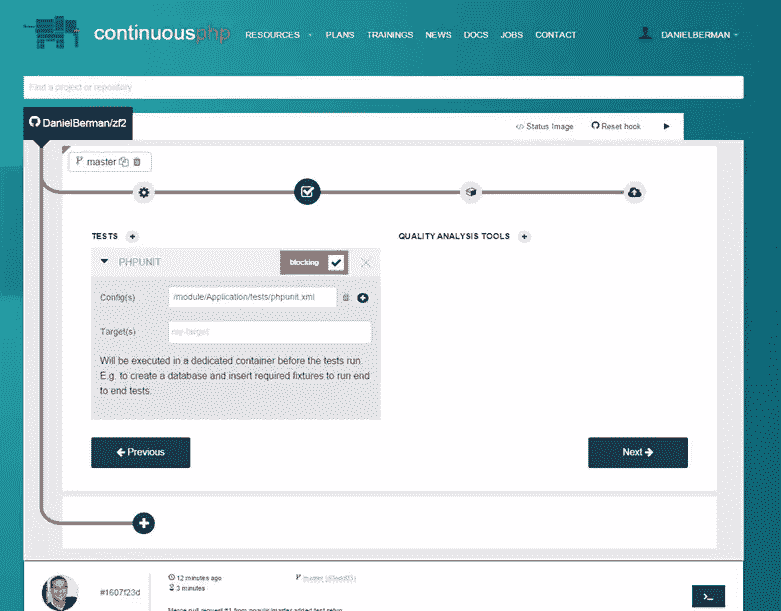 continuousphp
RESOURCES PLANS TRAININGS NEWS DOCS JOBS CONTACT DANIELBERMAN
Find a project or repository
DanielBerman/zf2
</> Status Image Reset hook
master
TESTS
QUALITY ANALYSIS TOOLS
PHPUNIT
blocking
Config(s) /module/Application/tests/phpunit.xml
Target(s) my-target
Will be executed in a dedicated container before the tests run.
E.g. to create a database and insert required fixtures to run end
to end tests.
Previous
Next
12 minutes ago
master
#1607f23d
3 minutes